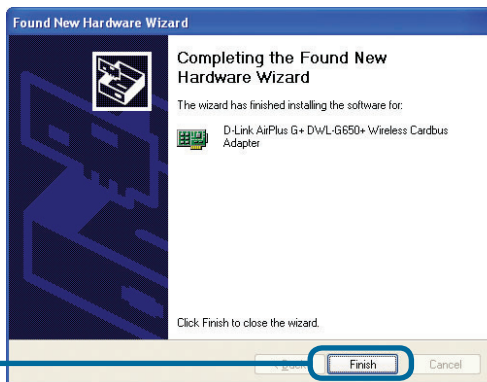 Found New Hardware Wizard
Completing the Found New
Hardware Wizard
The wizard has finished installing the software for:
D-Link AirPlus G+ DWL-G650+ Wireless Cardbus
Adapter
Click Finish to close the wizard.
Finish
Cancel